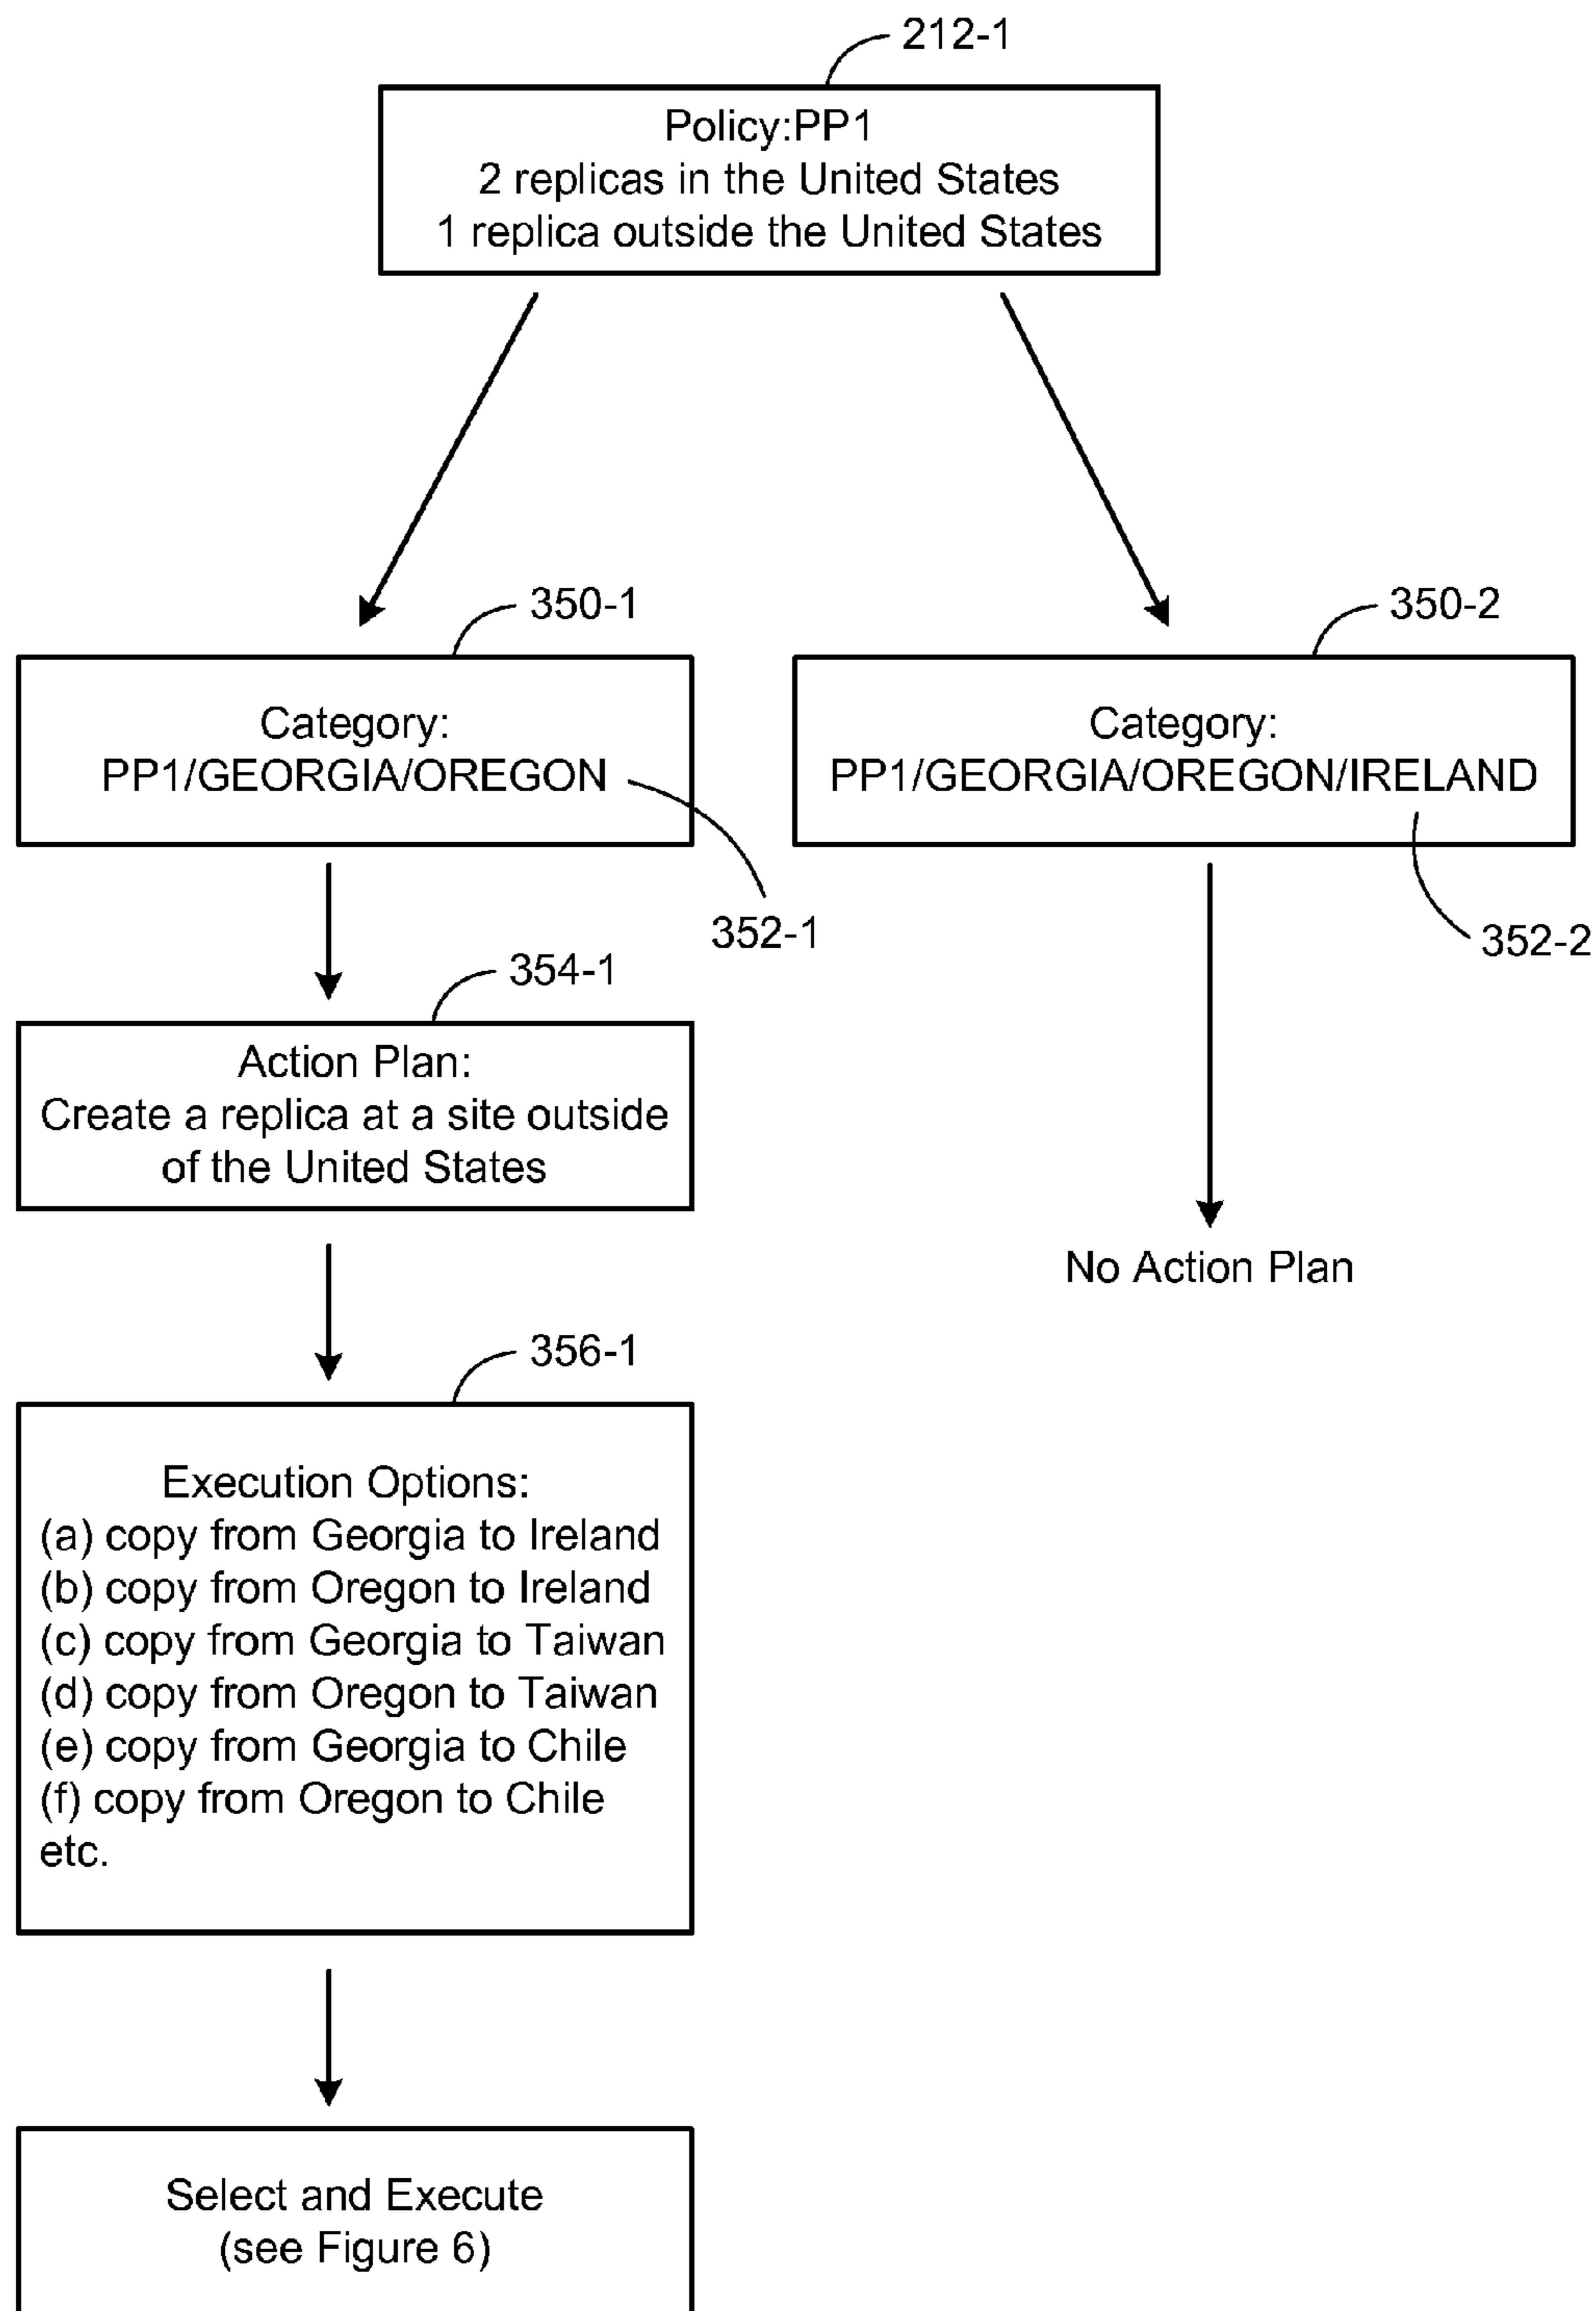 212-1
Policy:PP1
2 replicas in the United States
1 replica outside the United States
350-1
350-2
Category:
PP1/GEORGIA/OREGON
Category:
PP1/GEORGIA/OREGON/IRELAND
352-1
352-2
354-1
Action Plan:
Create a replica at a site outside
of the United States
No Action Plan
356-1
Execution Options:
(a) copy from Georgia to Ireland
(b) copy from Oregon to Ireland
(c) copy from Georgia to Taiwan
(d) copy from Oregon to Taiwan
(e) copy from Georgia to Chile
(f) copy from Oregon to Chile
etc.
Select and Execute
(see Figure 6)